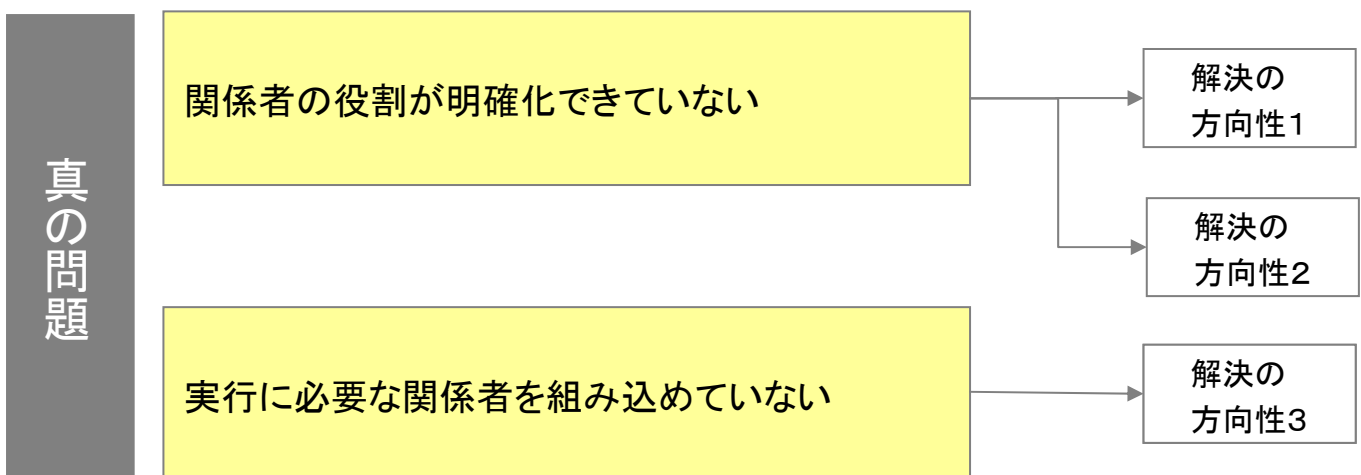 真の問題
関係者の役割が明確化できていない
解決の
方向性1
解決の
方向性2
実行に必要な関係者を組み込めていない
解決の
方向性3